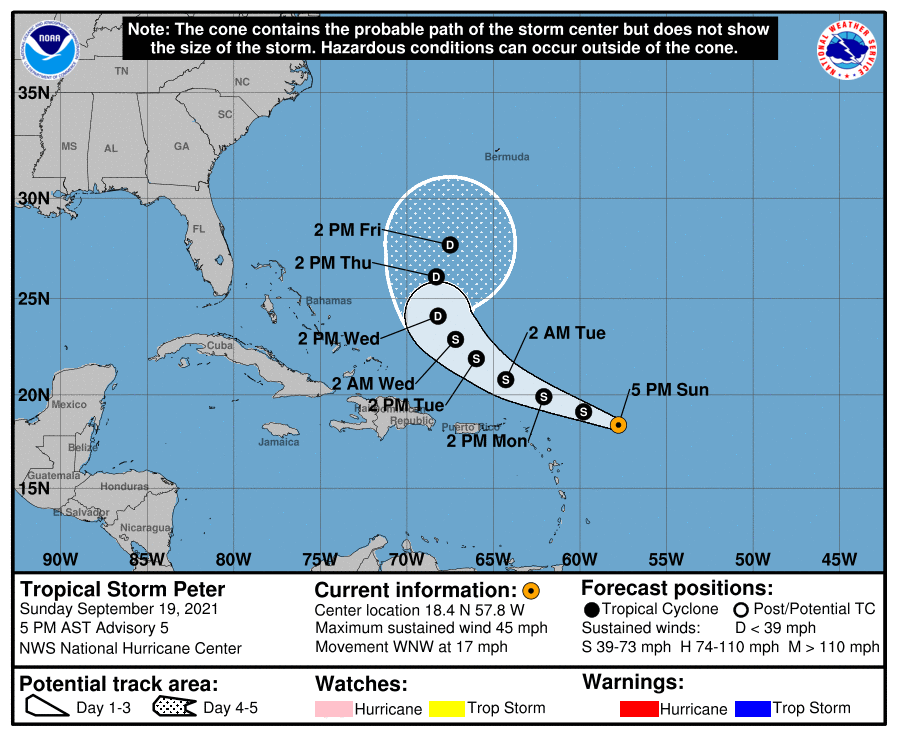 Note: The cone contains the probable path of the storm center but does not show
the size of the storm. Hazardous conditions can occur outside of the cone.
NOAA
NATIONAL WEATHER SERVICE
TN
NC
35N
SC
MS
AL
GA
Bermuda
30N
FL
2 PM Fri
2 PM Thu
25N
Bahamas
2 PM Wed
2 AM Tue
Cuba
2 AM Wed
5 PM Sun
20N
Mexico
2 PM Tue
Republic
Puerto Rico
Jamaica
2 PM Mon
Belize
Guatemala
15N
Honduras
El Salvador
Nicaragua
90W 85W 80W 75W 70W 65W 60W 55W 50W 45W
Tropical Storm Peter
Sunday September 19, 2021
5 PM AST Advisory 5
NWS National Hurricane Center
Current information:
Center location 18.4 N 57.8 W
Maximum sustained wind 45 mph
Movement WNW at 17 mph
Forecast positions:
Tropical Cyclone Post/Potential TC
Sustained winds: D < 39 mph
S 39-73 mph H 74-110 mph M > 110 mph
Potential track area:
Day 1-3 Day 4-5
Watches:
Hurricane Trop Storm
Warnings:
Hurricane Trop Storm
D
D
D
S
S
S
S
S